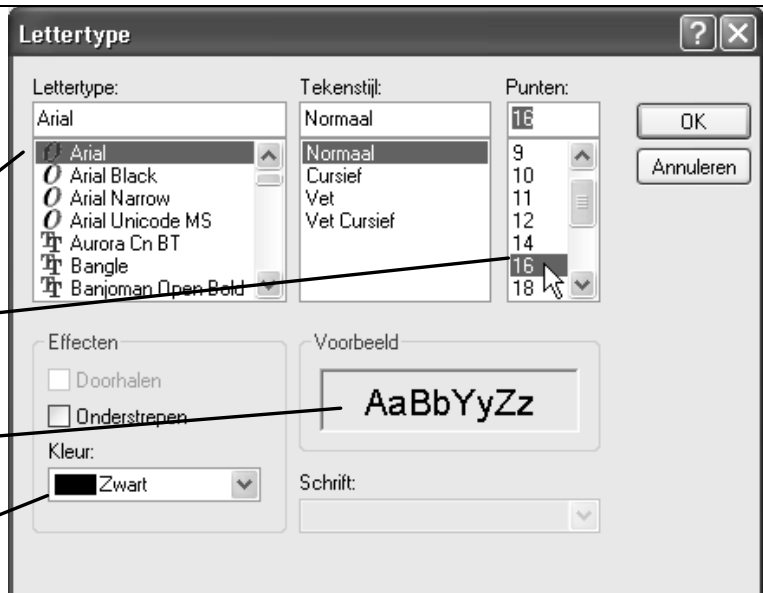 Lettertype
Lettertype:
Arial
Arial
Arial Black
Arial Narrow
Arial Unicode MS
Aurora Cn BT
Bangle
Banjoman Open Bold
Tekenstijl:
Normaal
Normaal
Cursief
Vet
Vet Cursief
Punten:
16
9
10
11
12
14
16
18
OK
Annuleren
Effecten
Doorhalen
Onderstrepen
Kleur:
Zwart
Voorbeeld
AaBbYyZz
Schrift: